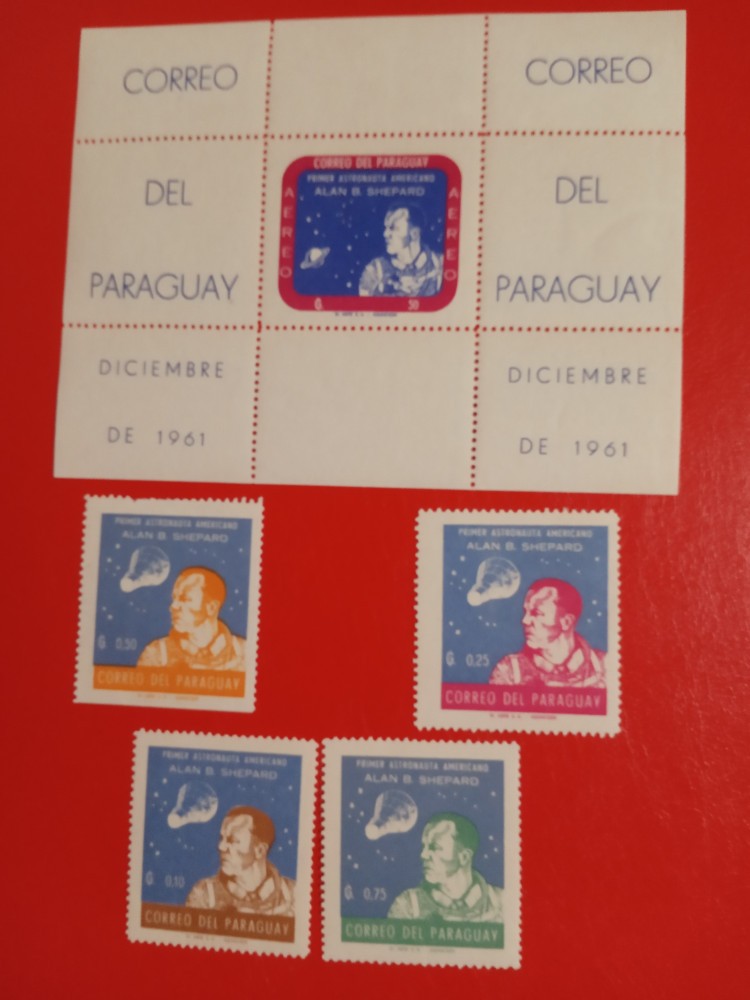 CORREO
DEL
PARAGUAY
DICIEMBRE
DE 1961
CORREO DEL PARAGUAY
PRIMER ASTRONAUTA AMERICANO
ALAN B. SHEPARD
AEREO
AEREO
₲. 50
CORREO
DEL
PARAGUAY
DICIEMBRE
DE 1961
PRIMER ASTRONAUTA AMERICANO
ALAN B. SHEPARD
₲ 0,50
CORREO DEL PARAGUAY
PRIMER ASTRONAUTA AMERICANO
ALAN B. SHEPARD
₲ 0,25
CORREO DEL PARAGUAY
PRIMER ASTRONAUTA AMERICANO
ALAN B. SHEPARD
₲ 0,10
CORREO DEL PARAGUAY
PRIMER ASTRONAUTA AMERICANO
ALAN B. SHEPARD
₲ 0,75
CORREO DEL PARAGUAY